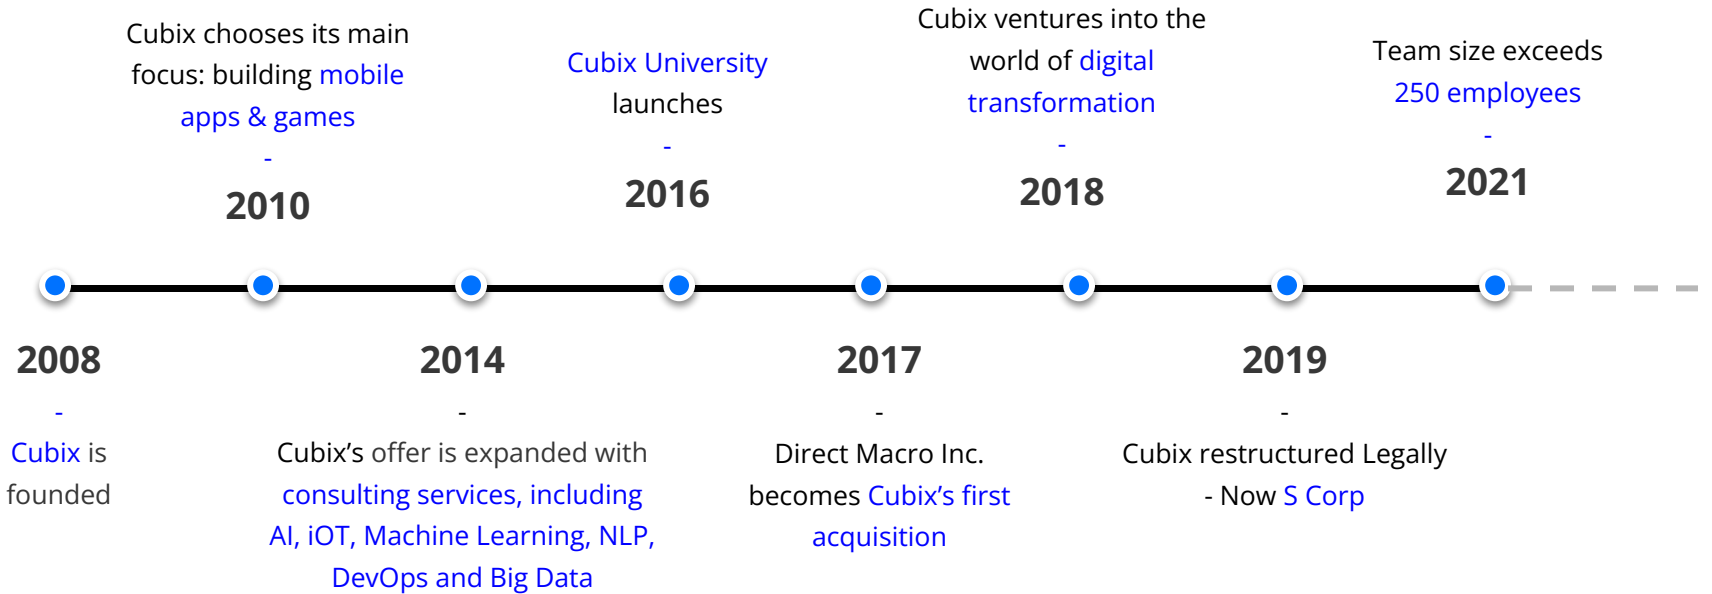 Cubix chooses its main
focus: building mobile
apps & games
-
2010
Cubix University
launches
-
2016
Cubix ventures into the
world of digital
transformation
-
2018
Team size exceeds
250 employees
-
2021
2008
-
Cubix is
founded
2014
-
Cubix’s offer is expanded with
consulting services, including
AI, iOT, Machine Learning, NLP,
DevOps and Big Data
2017
-
Direct Macro Inc.
becomes Cubix’s first
acquisition
2019
-
Cubix restructured Legally
- Now S Corp